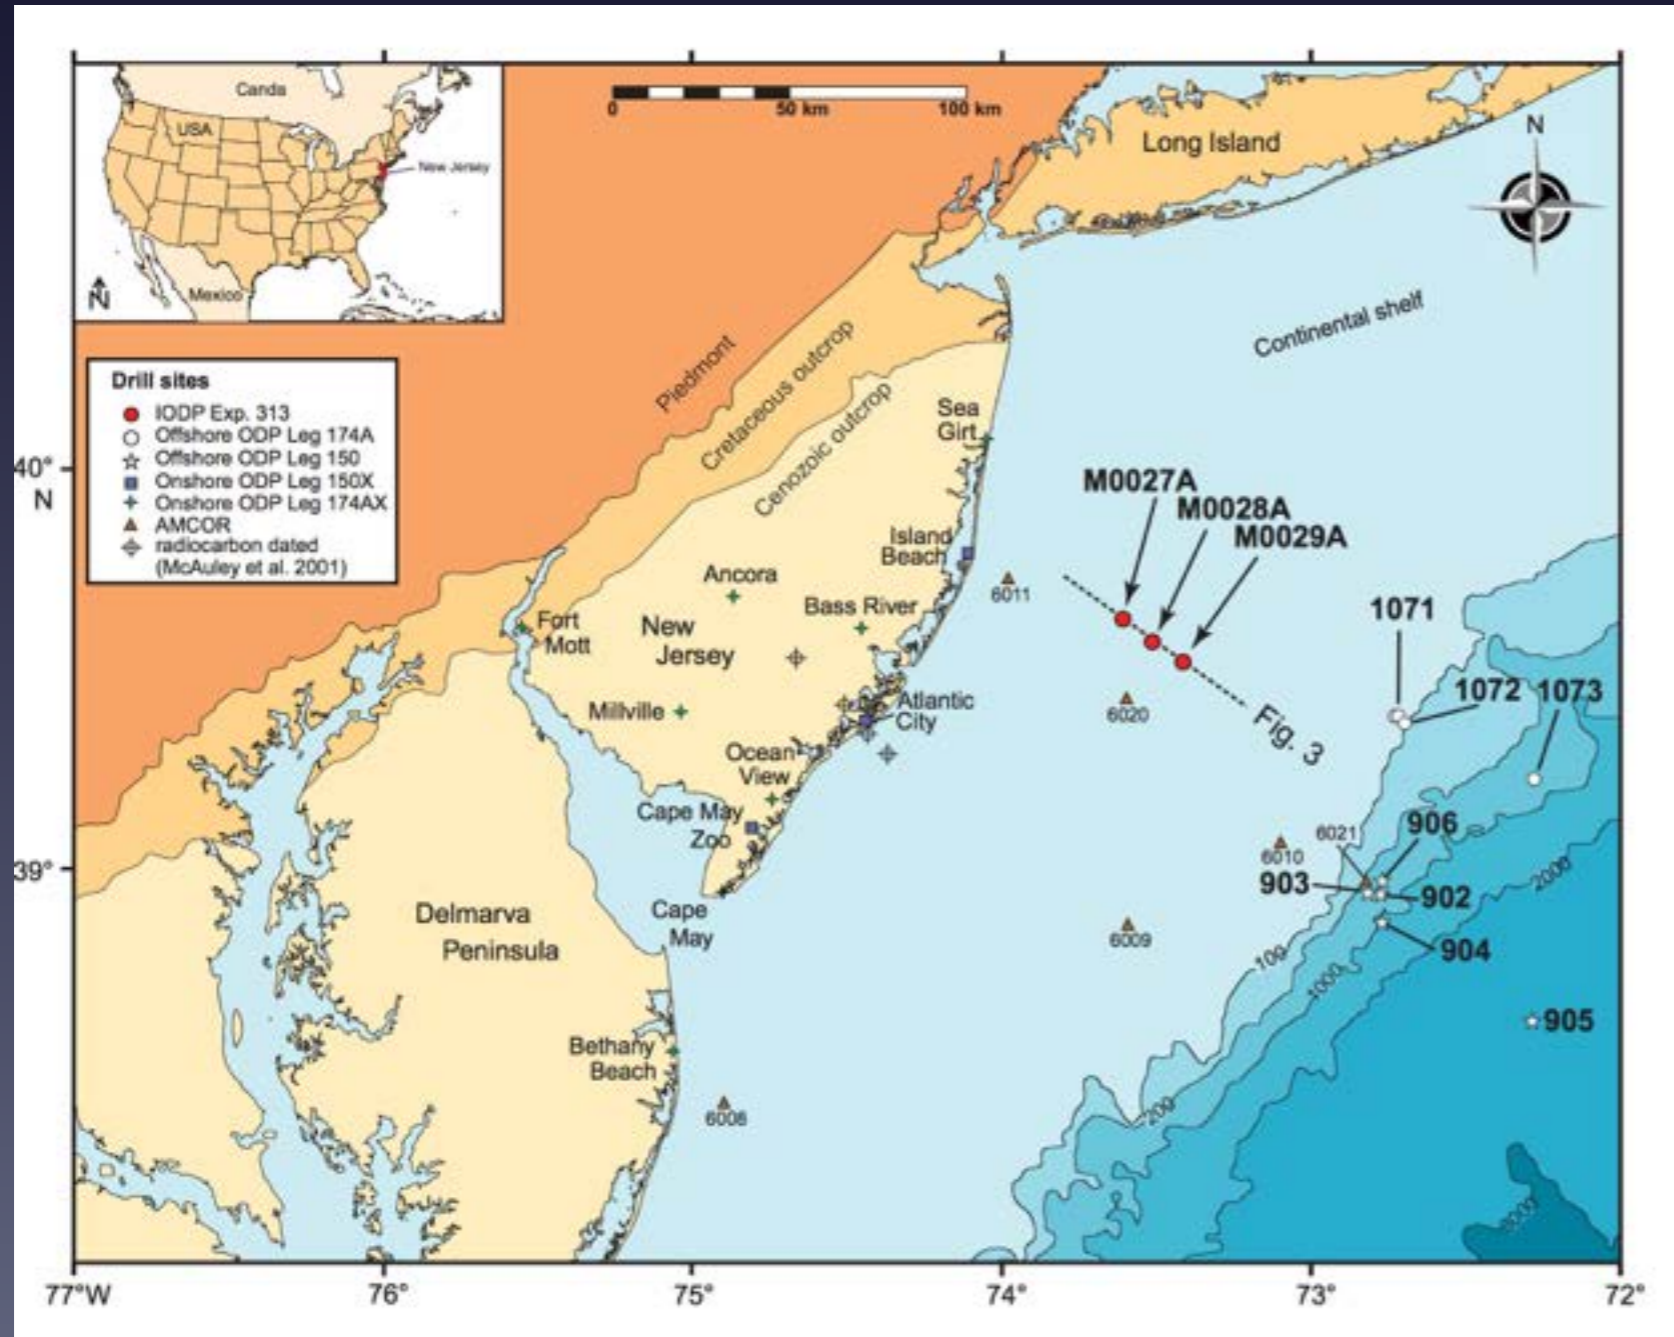 Canda
USA
New Jersey
Mexico
N
0 50 km 100 km
Long Island
N
Continental shelf
Piedmont
Cretaceous outcrop
Cenozoic outcrop
Drill sites
IODP Exp. 313
Offshore ODP Leg 174A
Offshore ODP Leg 150
Onshore ODP Leg 150X
Onshore ODP Leg 174AX
AMCOR
radiocarbon dated
(McAuley et al. 2001)
Sea
Girt
40°
N
M0027A
M0028A
M0029A
Island
Beach
Ancora
6011
Bass River
Fort
Mott
New
Jersey
1071
1072
1073
Millville
Atlantic
City
6020
Fig. 3
Ocean
View
Cape May
Zoo
6021
906
6010
39°
903
902
2000
Delmarva
Peninsula
Cape
May
6009
904
100
1000
905
Bethany
Beach
6008
200
3000
77°W 76° 75° 74° 73° 72°